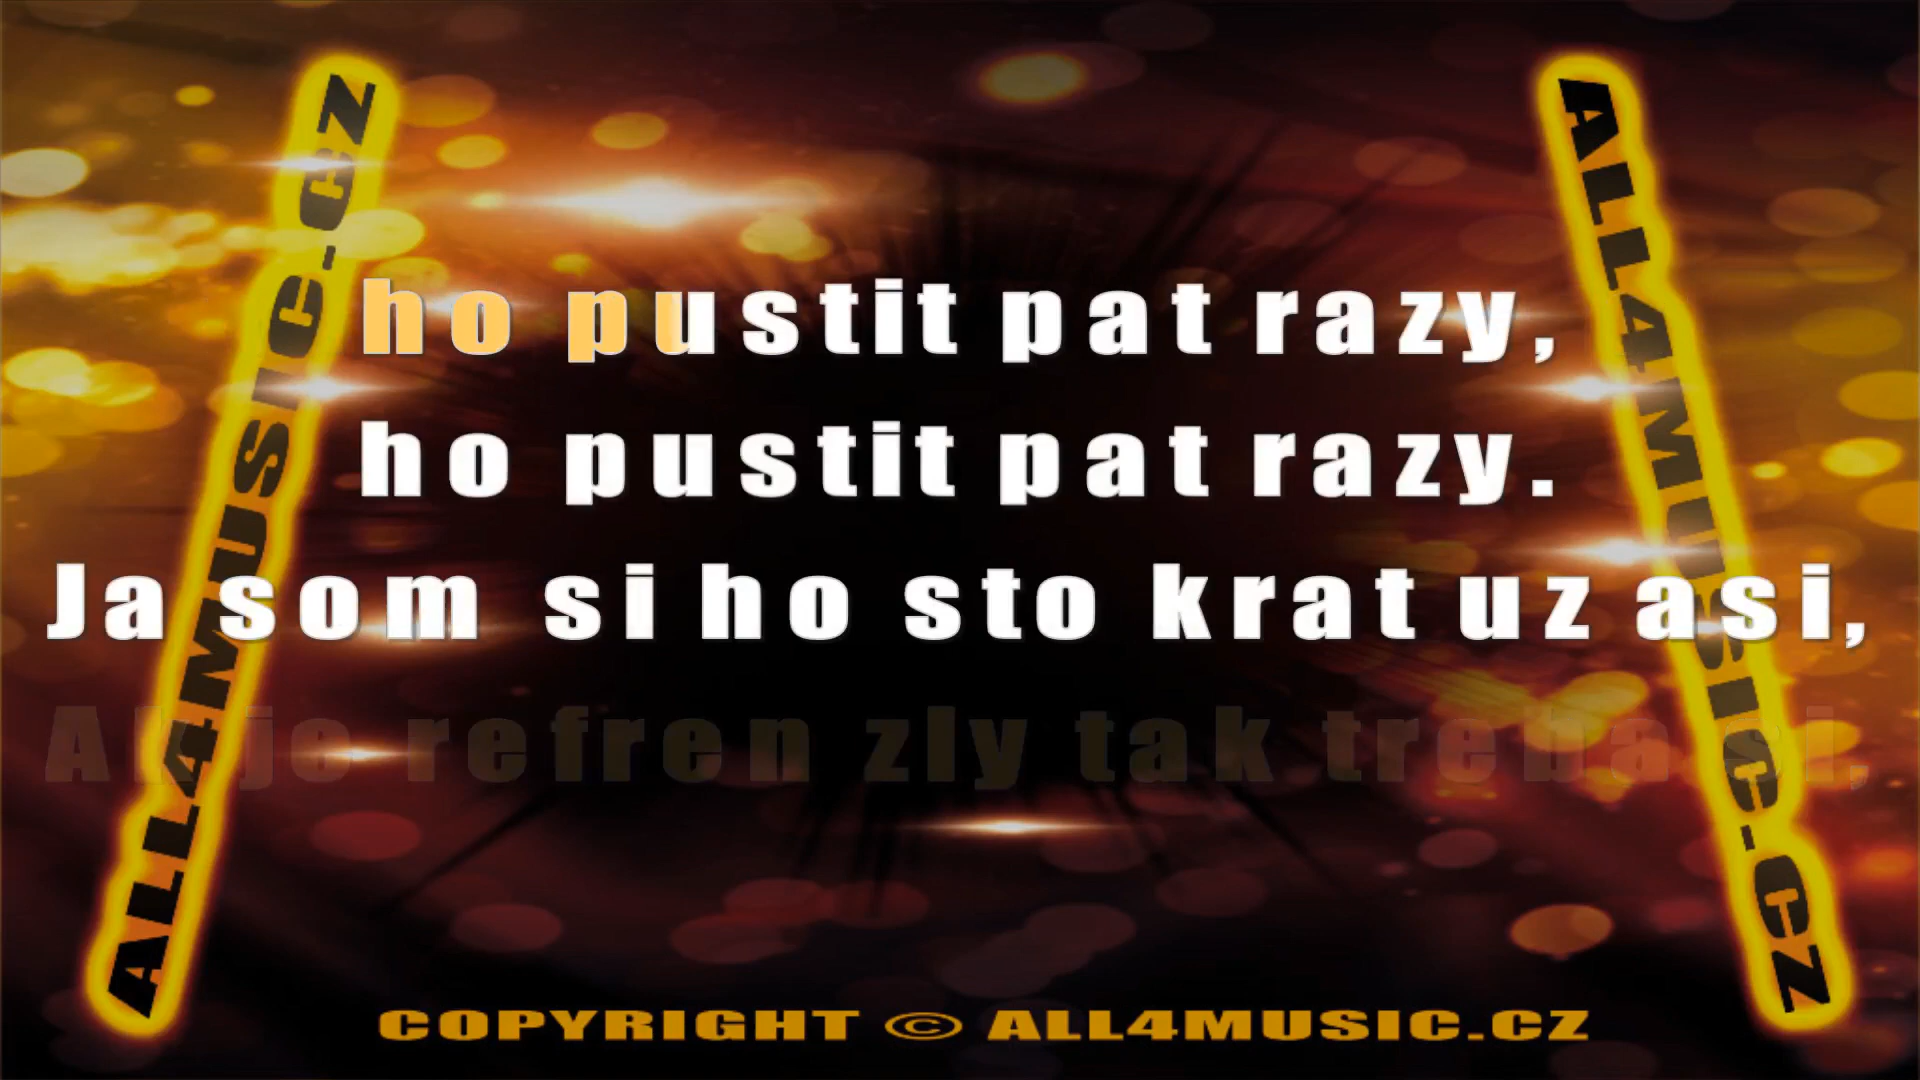 ALL4MUSIC-CZ
ALL4MUSIC-CZ
ho pustit pat razy,
ho pustit pat razy.
Ja som si ho sto krat uz asi,
Ak je refren zly tak treba si,
COPYRIGHT © ALL4MUSIC.CZ